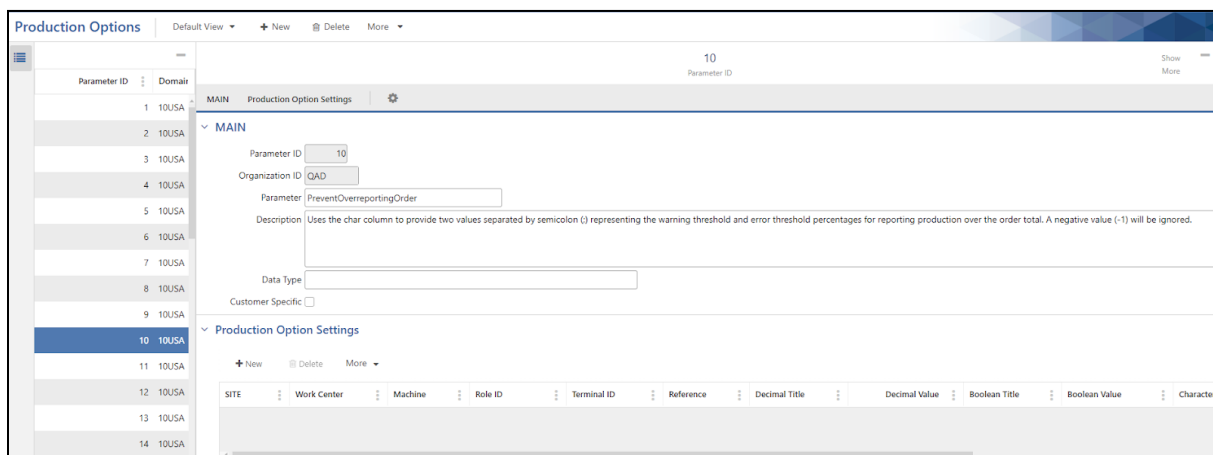 Production Options Default View + New Delete More
10
Parameter ID
Show
More
Parameter ID Domain
MAIN Production Option Settings
1 10USA
2 10USA
3 10USA
4 10USA
5 10USA
6 10USA
7 10USA
8 10USA
9 10USA
10 10USA
11 10USA
12 10USA
13 10USA
14 10USA
MAIN
Parameter ID 10
Organization ID QAD
Parameter PreventOverreportingOrder
Description Uses the char column to provide two values separated by semicolon (;) representing the warning threshold and error threshold percentages for reporting production over the order total. A negative value (-1) will be ignored.
Data Type
Customer Specific
Production Option Settings
+ New Delete More
SITE Work Center Machine Role ID Terminal ID Reference Decimal Title Decimal Value Boolean Title Boolean Value Character